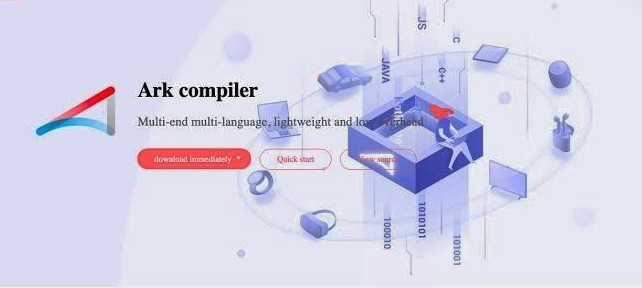 Ark compiler
Multi-end multi-language, lightweight and low overhead
download immediately
Quick start
View source
JS
C
JAVA
C++
100010
1010101
101001